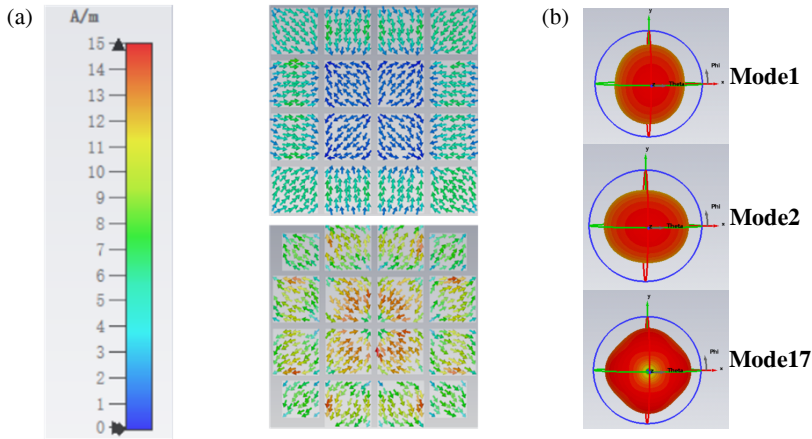 (a)
A/m
15
14
13
12
11
10
9
8
7
6
5
4
3
2
1
0
(b)
y
Phi
Theta
z
x
Mode1
y
Phi
Theta
z
x
Mode2
y
Phi
Theta
z
x
Mode17